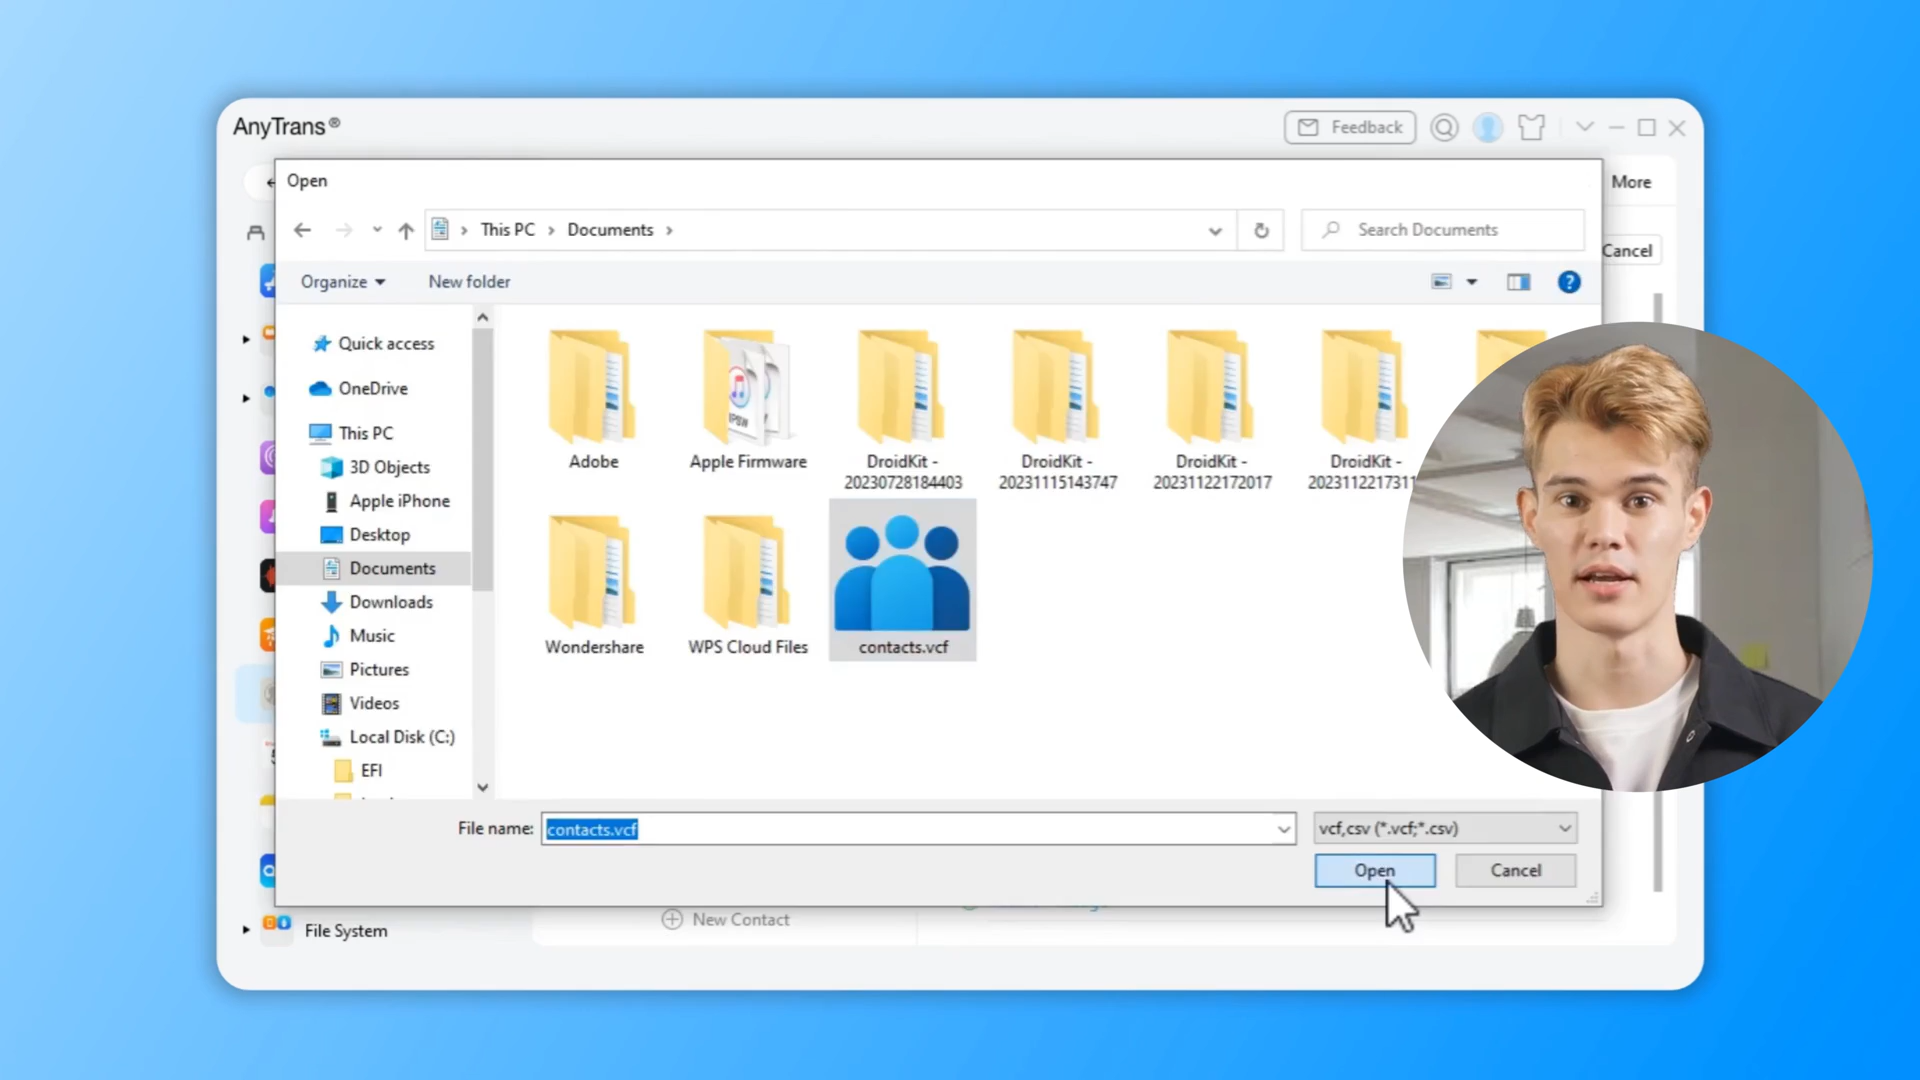 AnyTrans®
Feedback
Open
More
This PC
Documents
Search Documents
Cancel
Organize
New folder
Quick access
OneDrive
This PC
3D Objects
Apple iPhone
Desktop
Documents
Downloads
Music
Pictures
Videos
Local Disk (C:)
EFI
Adobe
Apple Firmware
DroidKit -
20230728184403
DroidKit -
20231115143747
DroidKit -
20231122172017
DroidKit -
2023112217311
Wondershare
WPS Cloud Files
contacts.vcf
File name:
contacts.vcf
vcf,csv (*.vcf;*.csv)
Open
Cancel
New Contact
File System